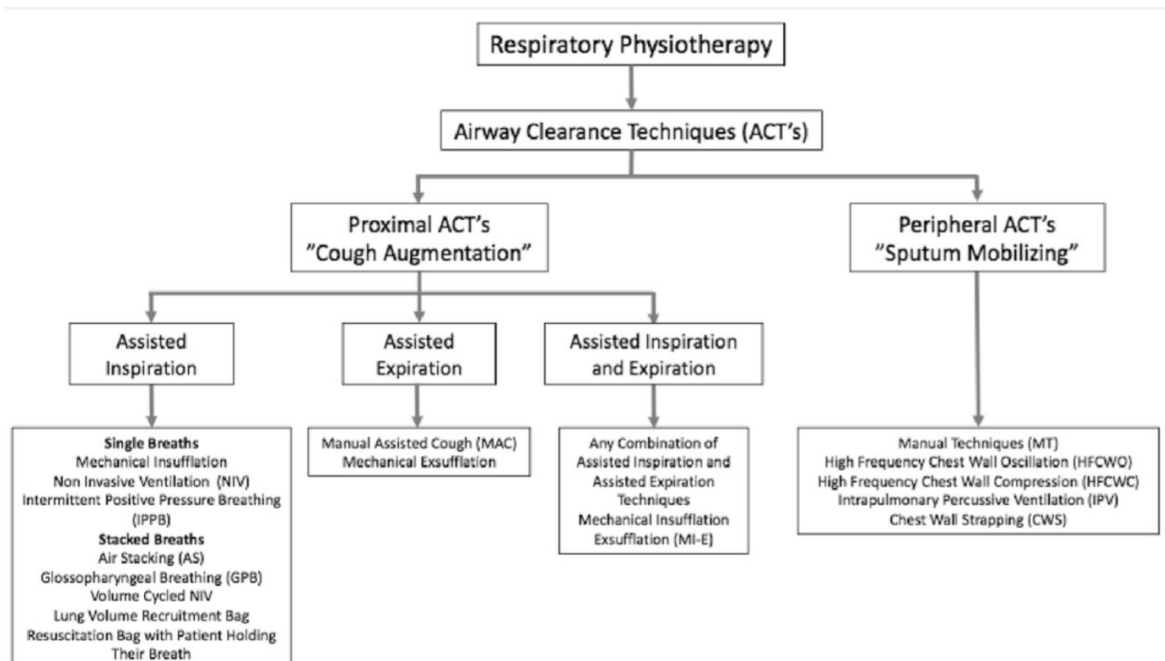 Respiratory Physiotherapy
Airway Clearance Techniques (ACT's)
Proximal ACT's
"Cough Augmentation"
Peripheral ACT's
"Sputum Mobilizing"
Assisted
Inspiration
Assisted
Expiration
Assisted Inspiration
and Expiration
Single Breaths
Mechanical Insufflation
Non Invasive Ventilation (NIV)
Intermittent Positive Pressure Breathing
(IPPB)
Stacked Breaths
Air Stacking (AS)
Glossopharyngeal Breathing (GPB)
Volume Cycled NIV
Lung Volume Recruitment Bag
Resuscitation Bag with Patient Holding
Their Breath
Manual Assisted Cough (MAC)
Mechanical Exsufflation
Any Combination of
Assisted Inspiration and
Assisted Expiration
Techniques
Mechanical Insufflation
Exsufflation (MI-E)
Manual Techniques (MT)
High Frequency Chest Wall Oscillation (HFCWO)
High Frequency Chest Wall Compression (HFCWC)
Intrapulmonary Percussive Ventilation (IPV)
Chest Wall Strapping (CWS)